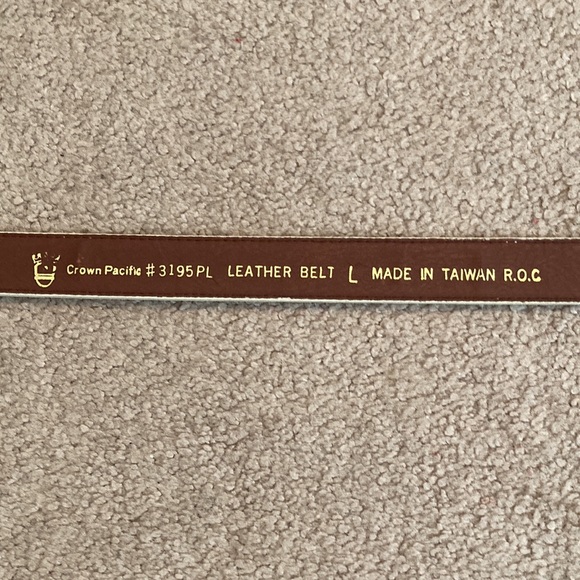 Crown Pacific #3195PL LEATHER BELT L MADE IN TAIWAN R.O.C